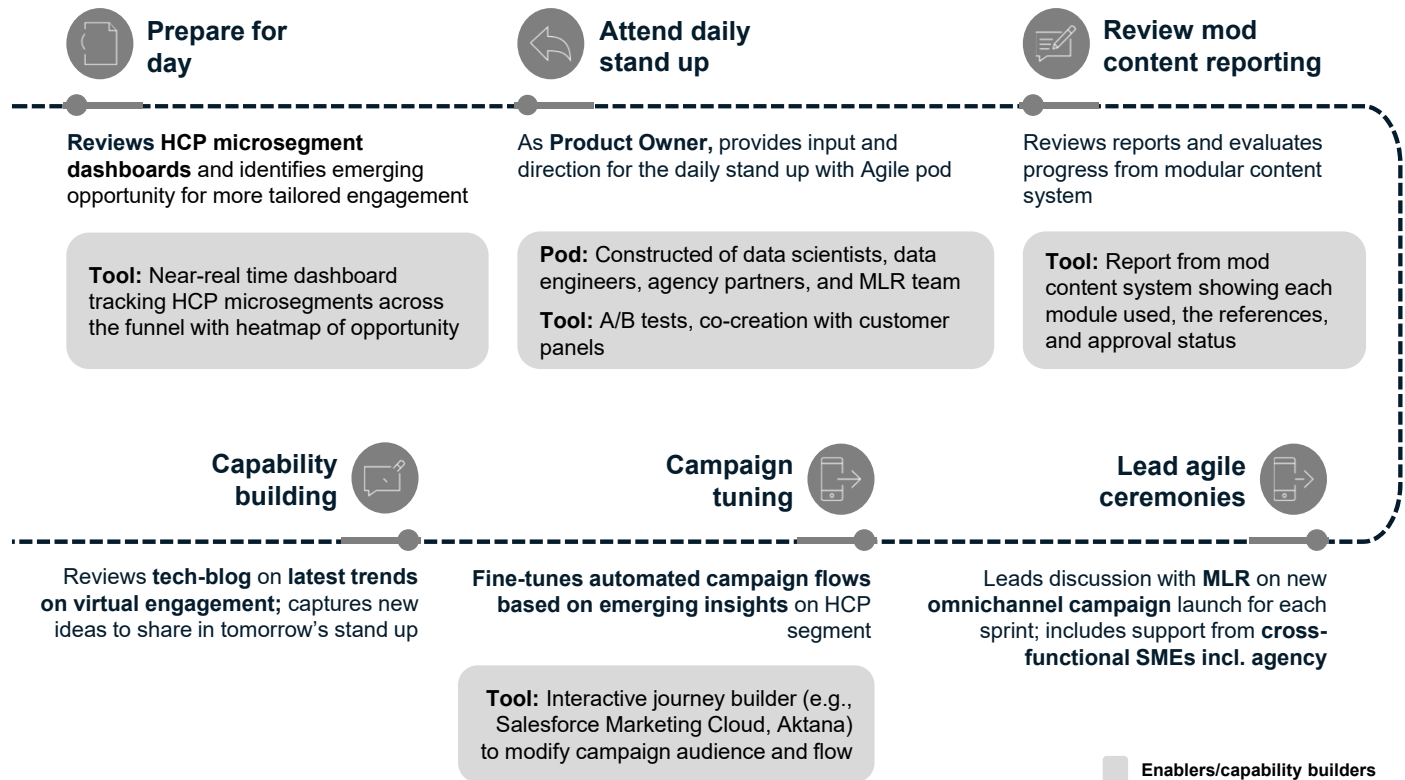 Prepare for
day
Attend daily
stand up
Review mod
content reporting
Reviews HCP microsegment
dashboards and identifies emerging
opportunity for more tailored engagement
As Product Owner, provides input and
direction for the daily stand up with Agile pod
Reviews reports and evaluates
progress from modular content
system
Tool: Near-real time dashboard
tracking HCP microsegments across
the funnel with heatmap of opportunity
Pod: Constructed of data scientists, data
engineers, agency partners, and MLR team
Tool: A/B tests, co-creation with customer
panels
Tool: Report from mod
content system showing each
module used, the references,
and approval status
Lead agile
ceremonies
Campaign
tuning
Capability
building
Leads discussion with MLR on new
omnichannel campaign launch for each
sprint; includes support from cross-
functional SMEs incl. agency
Fine-tunes automated campaign flows
based on emerging insights on HCP
segment
Tool: Interactive journey builder (e.g.,
Salesforce Marketing Cloud, Aktana)
to modify campaign audience and flow
Reviews tech-blog on latest trends
on virtual engagement; captures new
ideas to share in tomorrow’s stand up
Enablers/capability builders